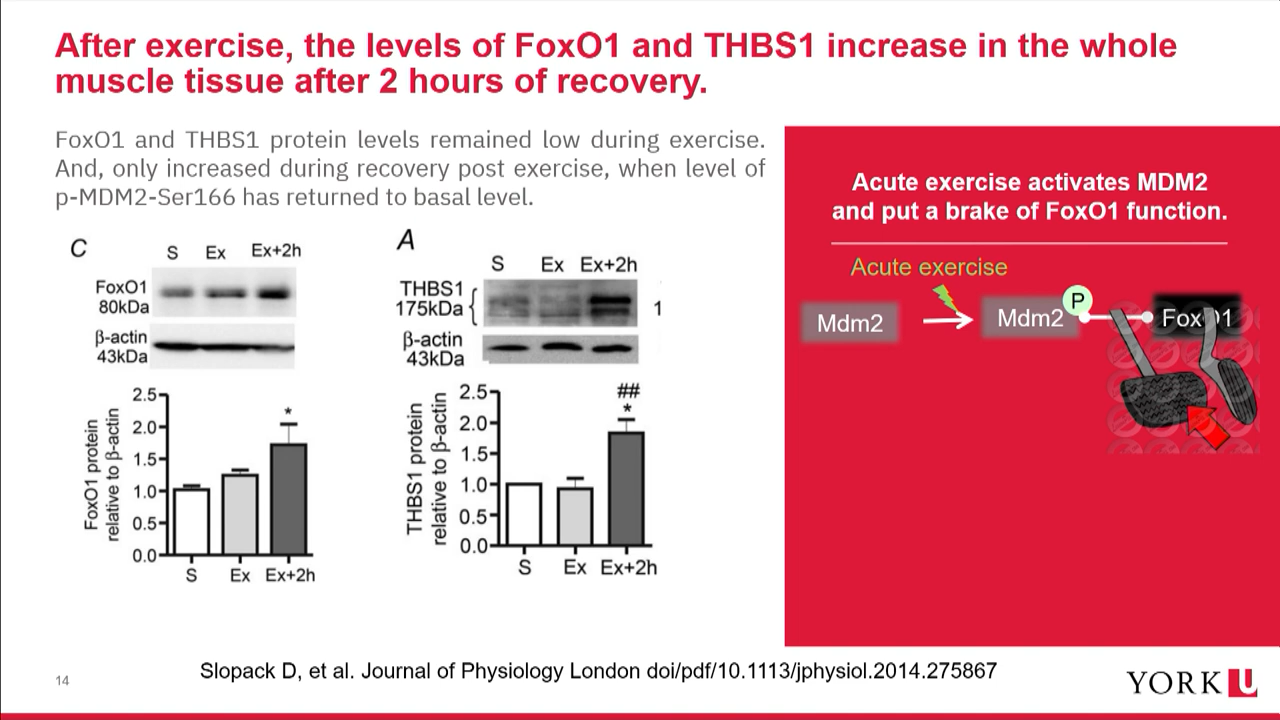 After exercise, the levels of FoxO1 and THBS1 increase in the whole
muscle tissue after 2 hours of recovery.
FoxO1 and THBS1 protein levels remained low during exercise.
And, only increased during recovery post exercise, when level of
p-MDM2-Ser166 has returned to basal level.
C
S Ex Ex+2h
FoxO1
80kDa
β-actin
43kDa
2.5
2.0
1.5
1.0
0.5
0.0
FoxO1 protein
relative to β-actin
*
S Ex Ex+2h
A
S Ex Ex+2h
THBS1
175kDa
1
β-actin
43kDa
2.5
2.0
1.5
1.0
0.5
0.0
THBS1 protein
relative to β-actin
##
*
S Ex Ex+2h
Acute exercise activates MDM2
and put a brake of FoxO1 function.
Acute exercise
Mdm2
Mdm2
P
FoxO1
Slopack D, et al. Journal of Physiology London doi/pdf/10.1113/jphysiol.2014.275867
14
YORK U